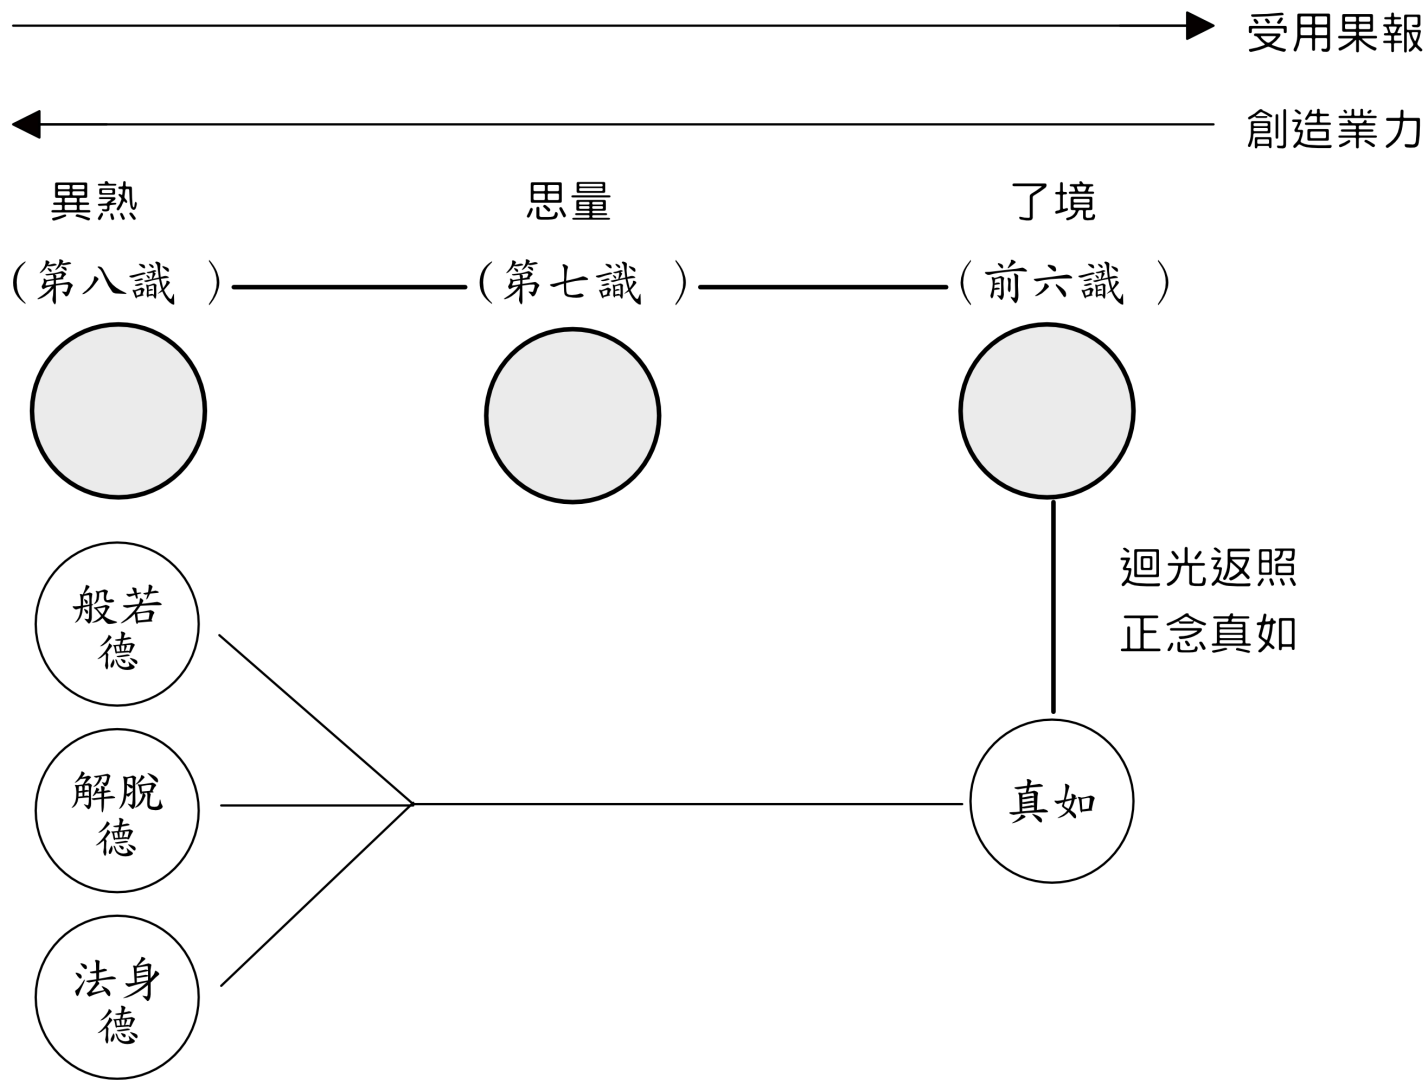 受用果報
創造業力
異熟 思量 了境
(第八識 ) (第七識 ) (前六識 )
迴光返照
正念真如
般若
德
解脫
德
真如
法身
德